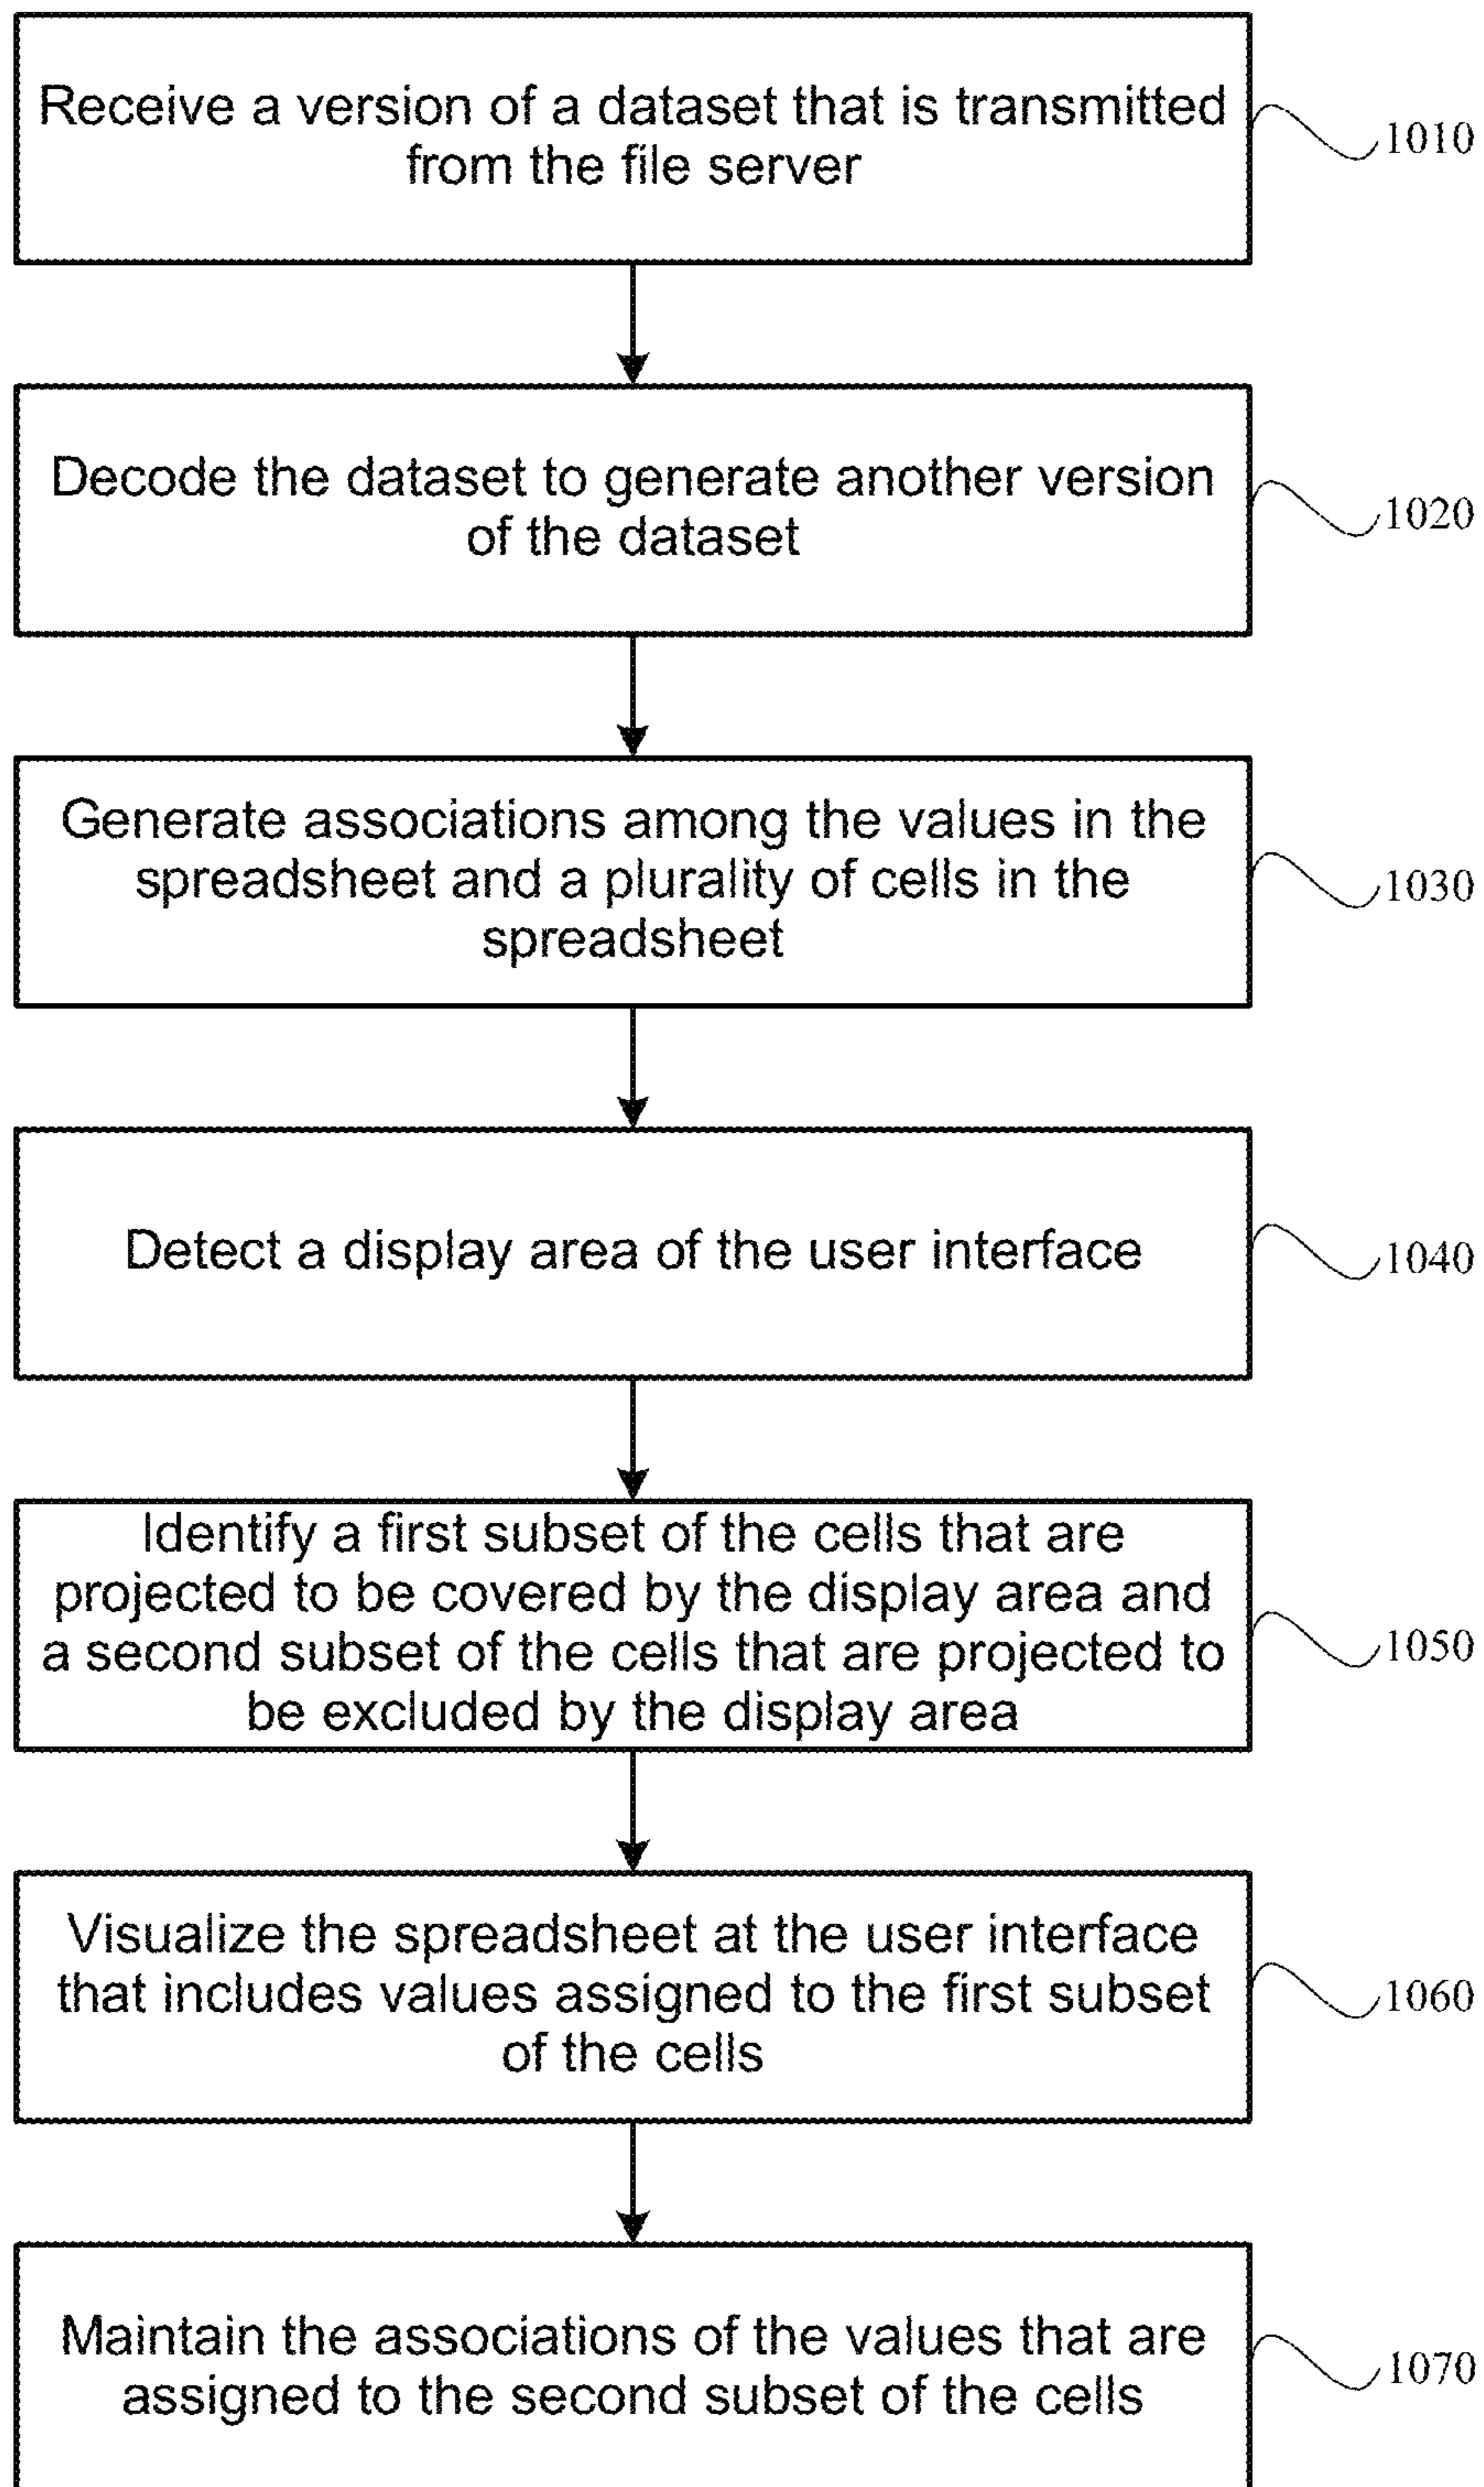 Receive a version of a dataset that is transmitted
from the file server
1010
Decode the dataset to generate another version
of the dataset
1020
Generate associations among the values in the
spreadsheet and a plurality of cells in the
spreadsheet
1030
Detect a display area of the user interface
1040
Identify a first subset of the cells that are
projected to be covered by the display area and
a second subset of the cells that are projected to
be excluded by the display area
1050
Visualize the spreadsheet at the user interface
that includes values assigned to the first subset
of the cells
1060
Maintain the associations of the values that are
assigned to the second subset of the cells
1070